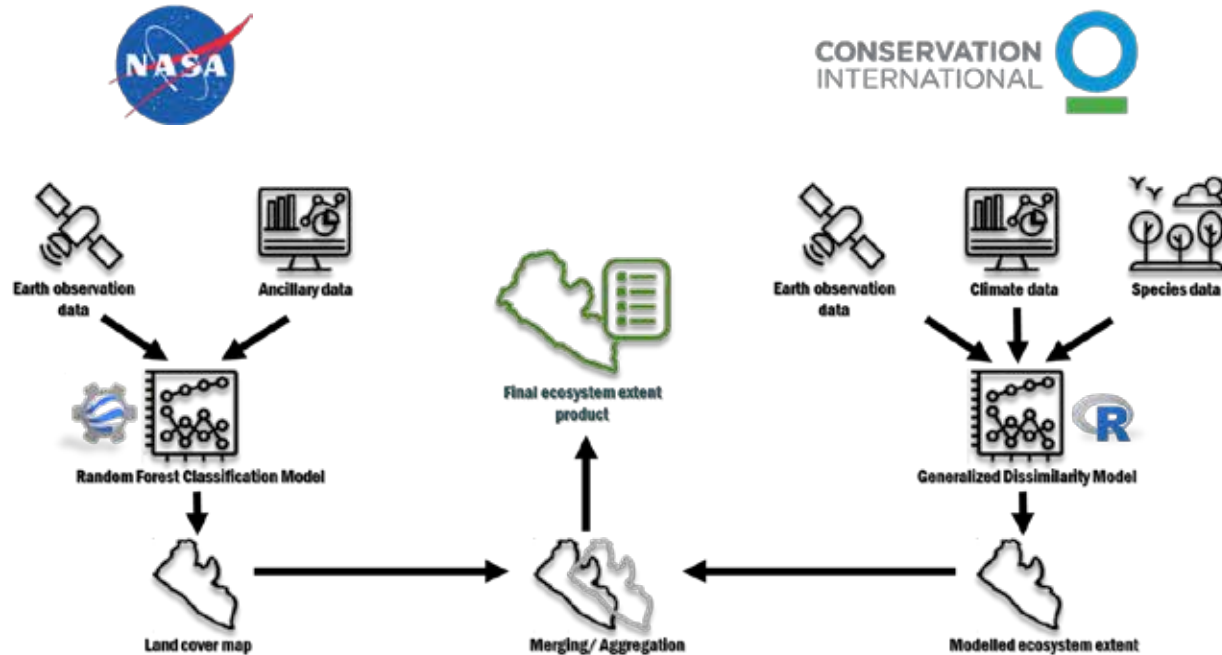 NASA
CONSERVATION
INTERNATIONAL
Earth observation
data
Ancillary data
Earth observation
data
Climate data
Species data
Final ecosystem extent
product
Random Forest Classification Model
Generalized Dissimilarity Model
R
Land cover map
Merging/ Aggregation
Modelled ecosystem extent